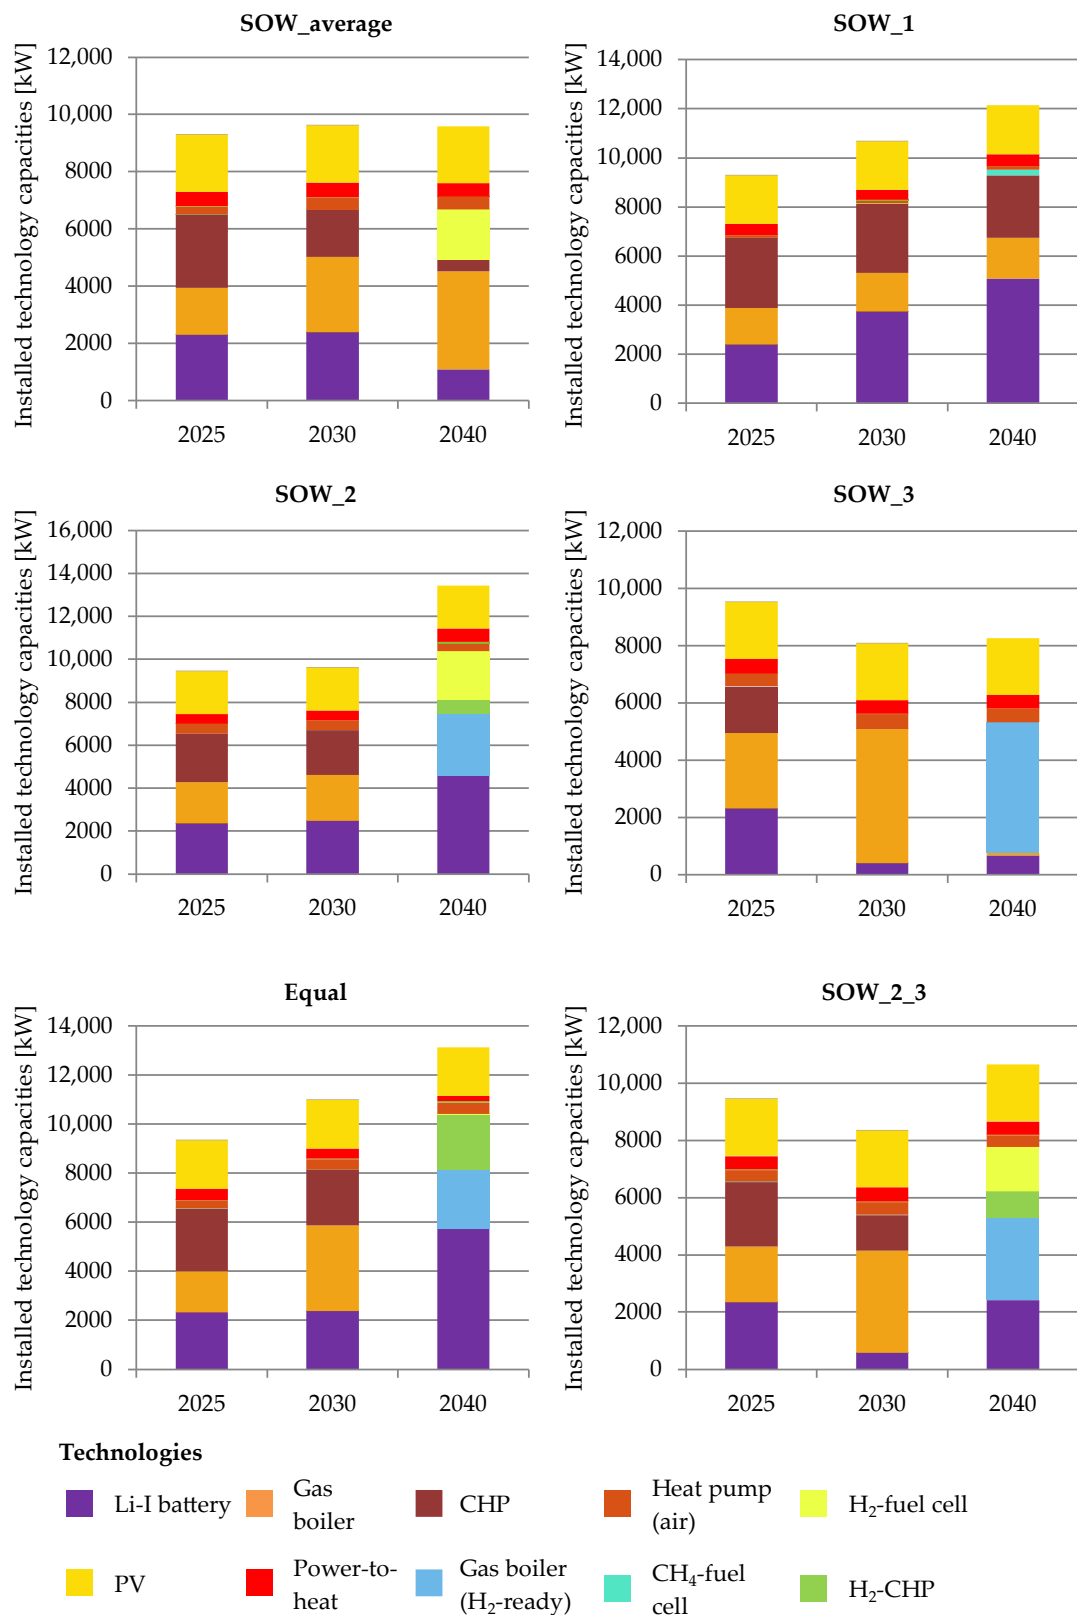 SOW_average
Installed technology capacities [kW]
12,000
10,000
8000
6000
4000
2000
0
2025 2030 2040
SOW_1
Installed technology capacities [kW]
14,000
12,000
10,000
8000
6000
4000
2000
0
2025 2030 2040
SOW_2
Installed technology capacities [kW]
16,000
14,000
12,000
10,000
8000
6000
4000
2000
0
2025 2030 2040
SOW_3
Installed technology capacities [kW]
12,000
10,000
8000
6000
4000
2000
0
2025 2030 2040
Equal
Installed technology capacities [kW]
14,000
12,000
10,000
8000
6000
4000
2000
0
2025 2030 2040
SOW_2_3
Installed technology capacities [kW]
12,000
10,000
8000
6000
4000
2000
0
2025 2030 2040
Technologies
Li-I battery
Gas
boiler
CHP
Heat pump
(air)
H₂-fuel cell
PV
Power-to-
heat
Gas boiler
(H₂-ready)
CH₄-fuel
cell
H₂-CHP